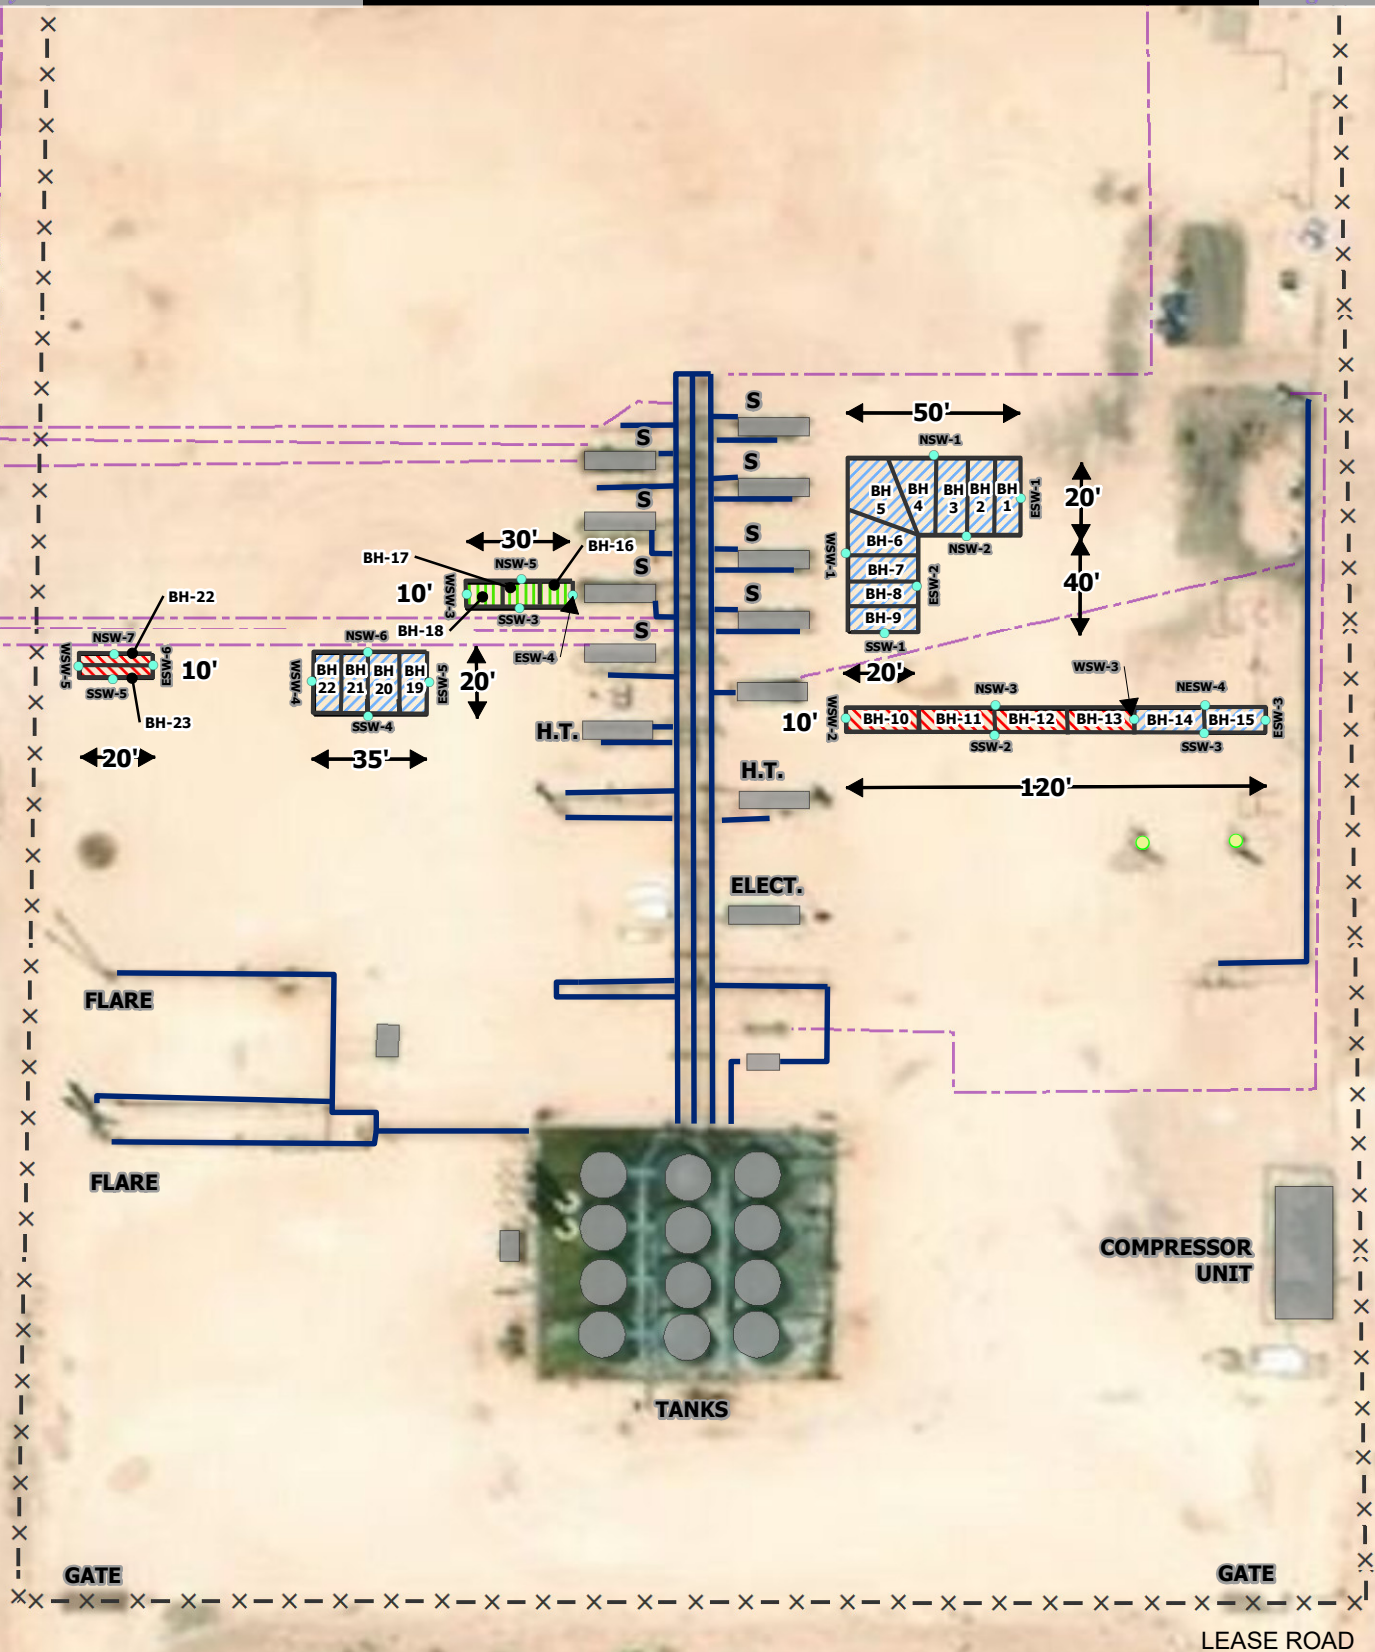 S
50'
S
NSW-1
S
BH
5
BH
4
BH
3
BH
2
BH
1
ESW-1
20'
S
S
30'
BH-16
BH-17
NSW-5
10'
WSW-3
BH-18
SSW-3
ESW-4
S
S
S
WSW-1
BH-6
NSW-2
BH-7
ESW-2
BH-8
BH-9
40'
SSW-1
20'
BH-22
NSW-7
WSW-5
ESW-6
10'
SSW-5
BH-23
20'
NSW-6
WSW-4
BH
22
BH
21
BH
20
BH
19
ESW-5
20'
SSW-4
35'
WSW-3
NSW-3
NESW-4
10'
WSW-2
BH-10
BH-11
BH-12
BH-13
BH-14
BH-15
ESW-3
SSW-2
SSW-3
120'
H.T.
H.T.
ELECT.
FLARE
FLARE
COMPRESSOR
UNIT
TANKS
GATE
GATE
LEASE ROAD